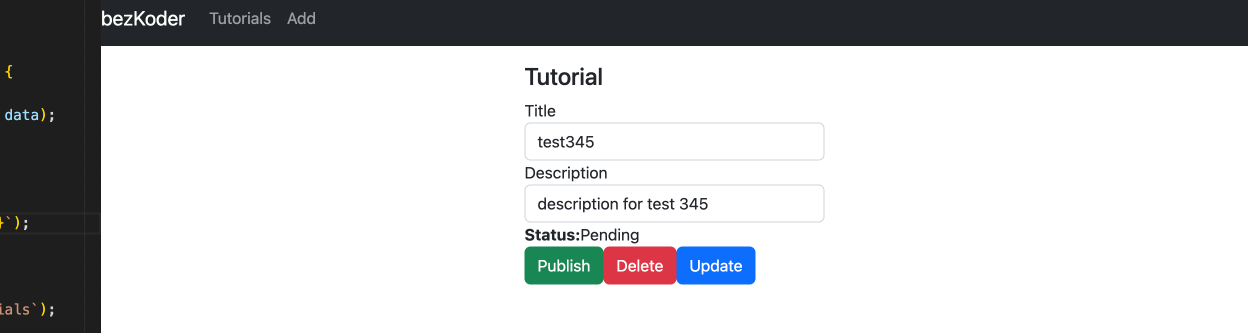 bezKoder Tutorials Add
{
data);
}`);
ials`);
Tutorial
Title
test345
Description
description for test 345
Status:Pending
Publish Delete Update